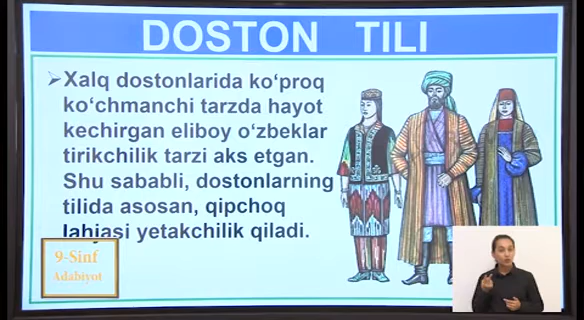 DOSTON TILI
➢Xalq dostonlarida ko‘proq
ko‘chmanchi tarzda hayot
kechirgan eliboy o‘zbeklar
tirikchilik tarzi aks etgan.
Shu sababli, dostonlarning
tilida asosan, qipchoq
lahjasi yetakchilik qiladi.
9-Sinf
Adabiyot